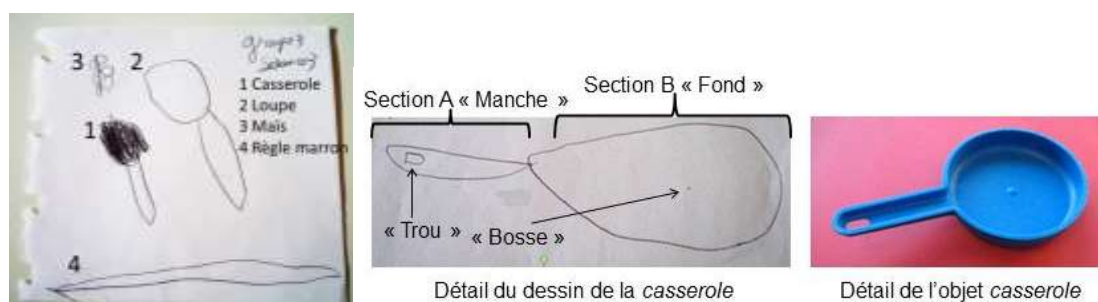 groupe 3
3
2
1 Casserole
2 Loupe
3 Maïs
4 Règle marron
1
4
Section A « Manche »
Section B « Fond »
« Trou »
« Bosse »
Détail du dessin de la casserole
Détail de l'objet casserole